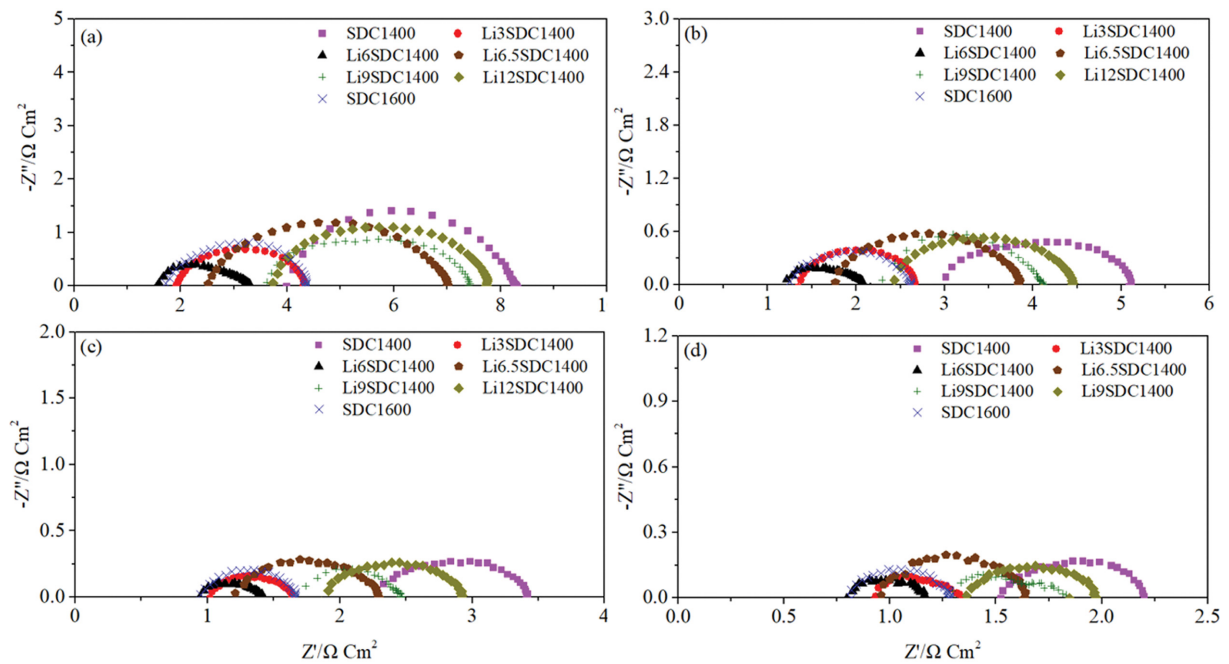 (a)
SDC1400 Li3SDC1400
Li6SDC1400 Li6.5SDC1400
Li9SDC1400 Li12SDC1400
SDC1600
-Z''/Ω Cm²
5
4
3
2
1
0
0 2 4 6 8 10
(b)
SDC1400 Li3SDC1400
Li6SDC1400 Li6.5SDC1400
Li9SDC1400 Li12SDC1400
SDC1600
-Z''/Ω Cm²
3.0
2.4
1.8
1.2
0.6
0.0
0 1 2 3 4 5 6
(c)
SDC1400 Li3SDC1400
Li6SDC1400 Li6.5SDC1400
Li9SDC1400 Li12SDC1400
SDC1600
-Z''/Ω Cm²
2.0
1.5
1.0
0.5
0.0
0 1 2 3 4
Z'/Ω Cm²
(d)
SDC1400 Li3SDC1400
Li6SDC1400 Li6.5SDC1400
Li9SDC1400 Li9SDC1400
SDC1600
-Z''/Ω Cm²
1.2
0.9
0.6
0.3
0.0
0.0 0.5 1.0 1.5 2.0 2.5
Z'/Ω Cm²